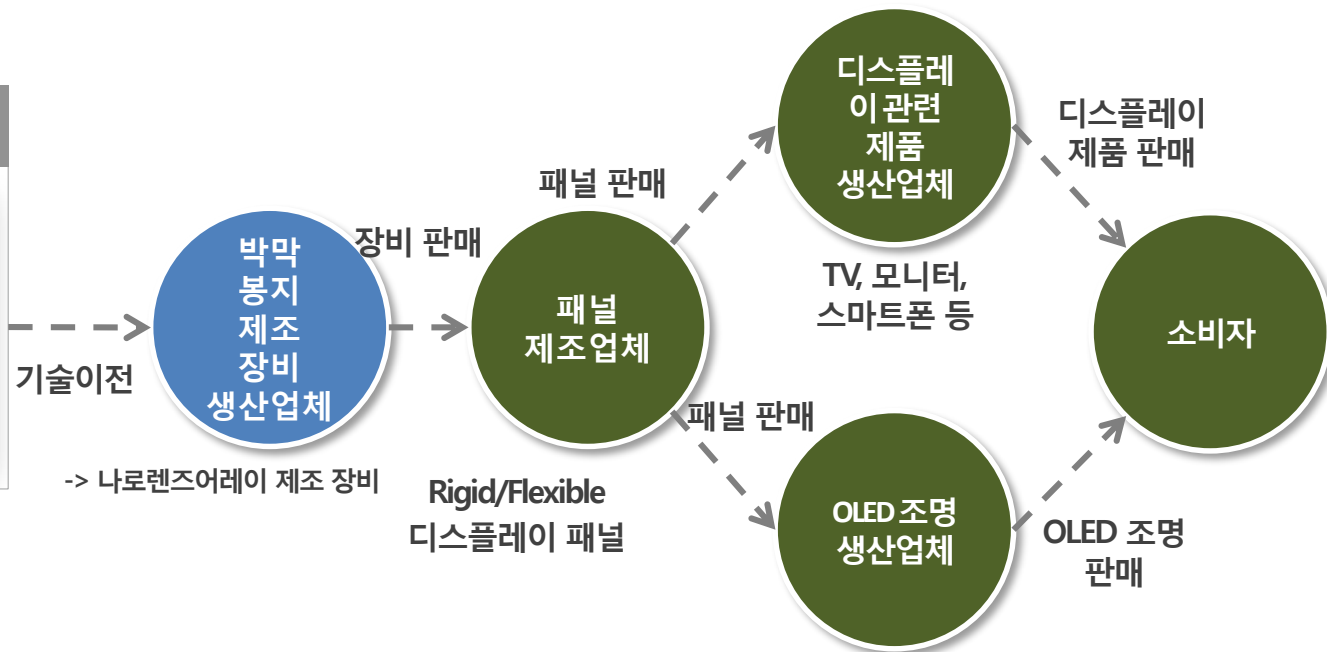 기술이전
박막
봉지
제조
장비
생산업체
-> 나로렌즈어레이 제조 장비
장비 판매
패널
제조업체
Rigid/Flexible
디스플레이 패널
패널 판매
디스플레
이 관련
제품
생산업체
TV, 모니터,
스마트폰 등
패널 판매
OLED 조명
생산업체
디스플레이
제품 판매
OLED 조명
판매
소비자